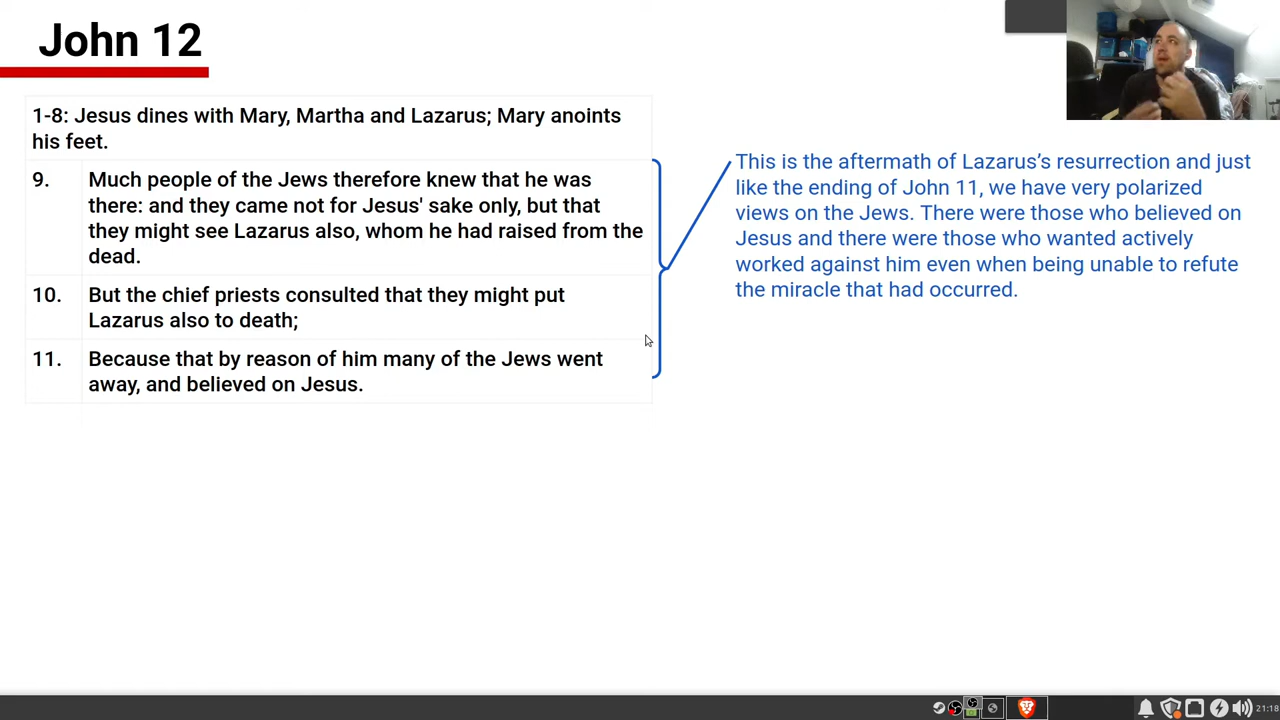 John 12
1-8: Jesus dines with Mary, Martha and Lazarus; Mary anoints
his feet.
9. Much people of the Jews therefore knew that he was
there: and they came not for Jesus' sake only, but that
they might see Lazarus also, whom he had raised from the
dead.
10. But the chief priests consulted that they might put
Lazarus also to death;
11. Because that by reason of him many of the Jews went
away, and believed on Jesus.
This is the aftermath of Lazarus’s resurrection and just
like the ending of John 11, we have very polarized
views on the Jews. There were those who believed on
Jesus and there were those who wanted actively
worked against him even when being unable to refute
the miracle that had occurred.
21:18